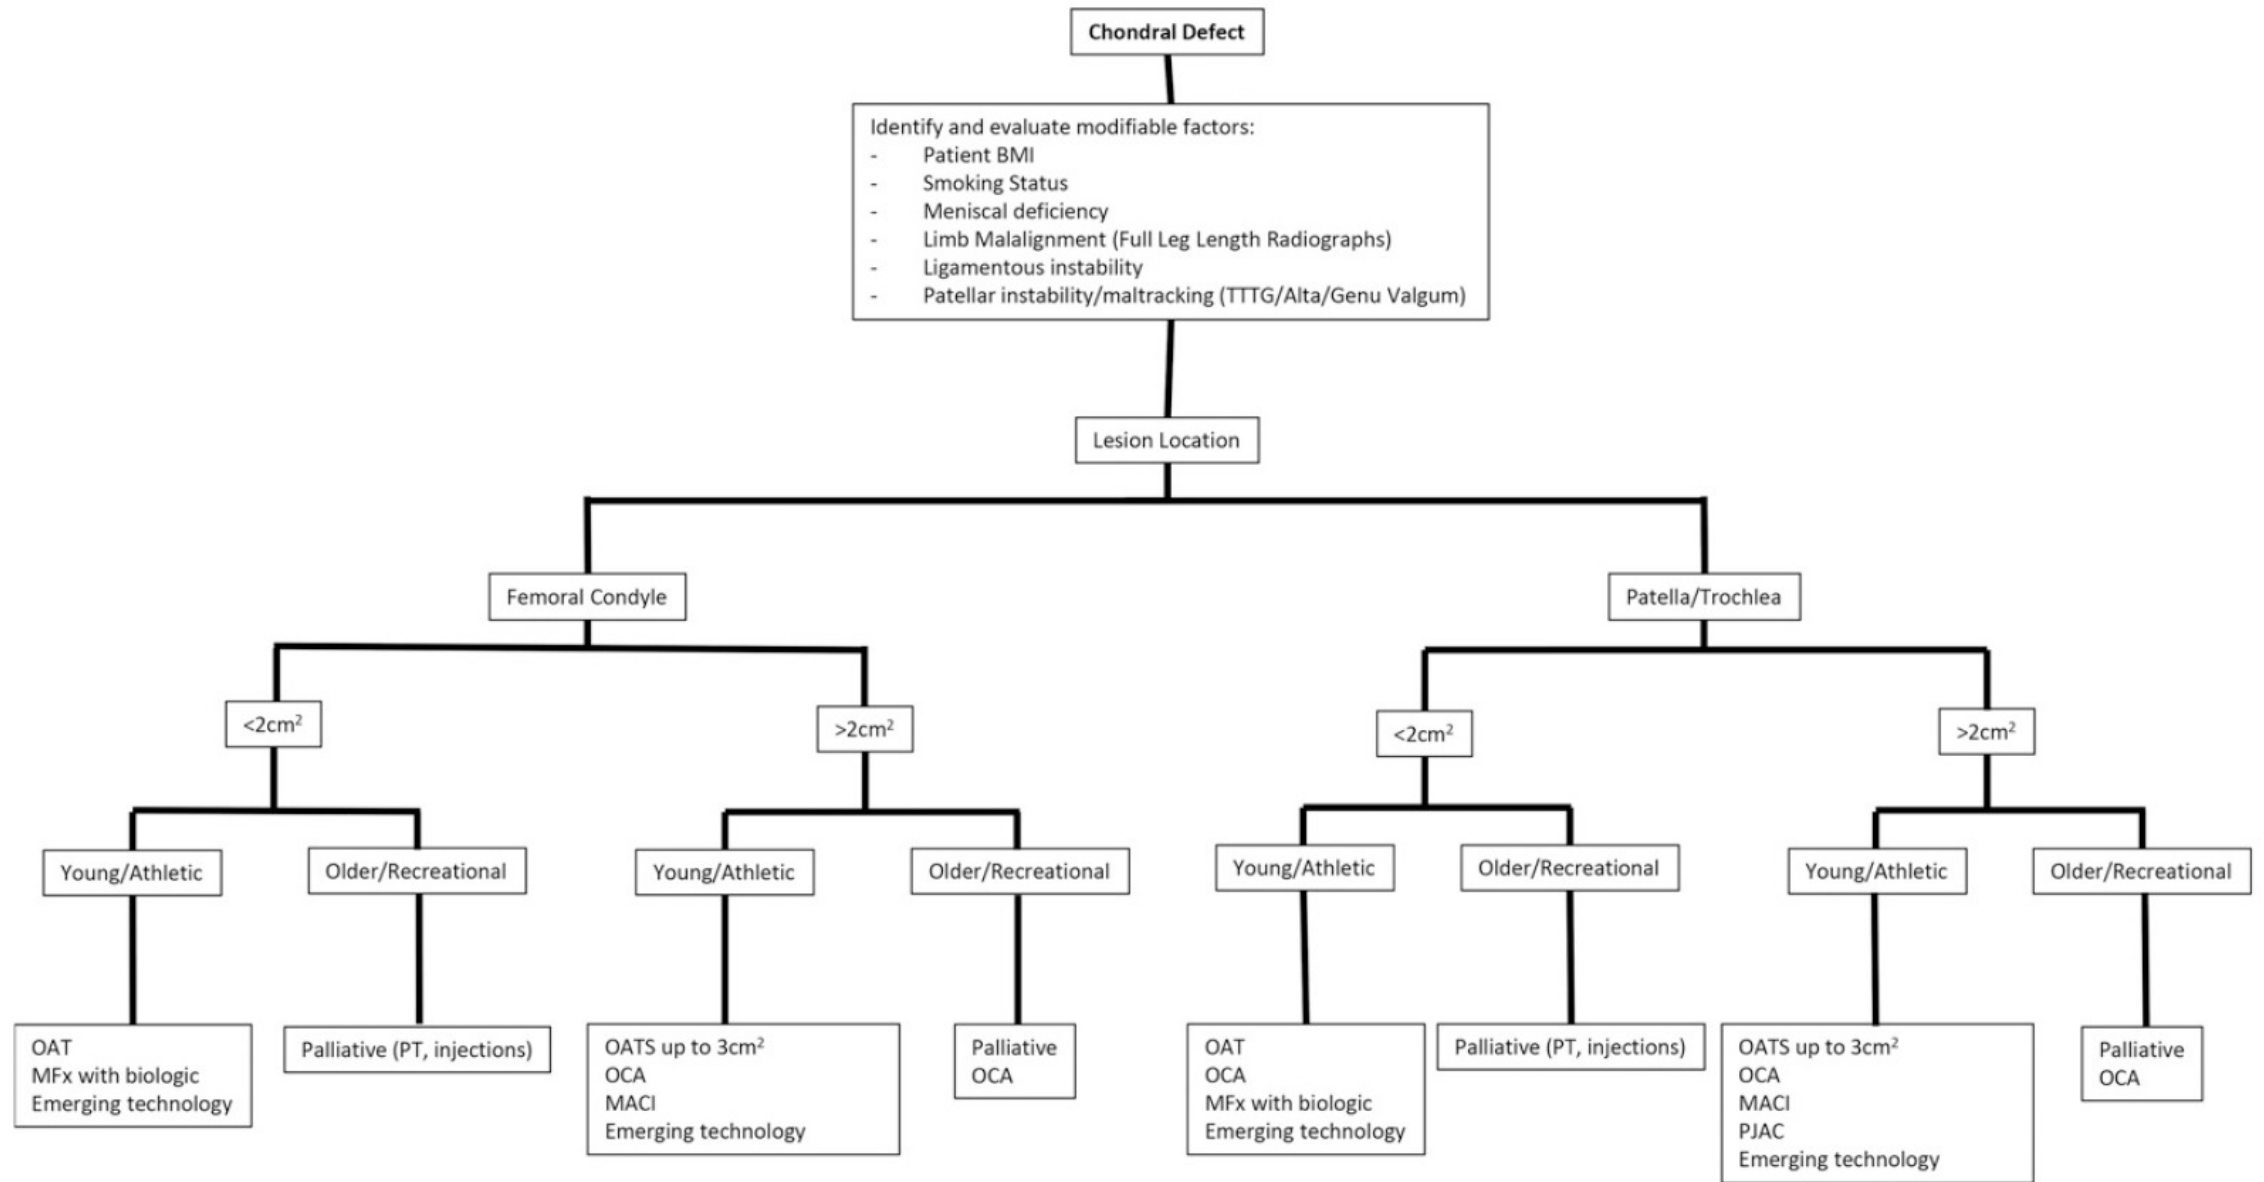 Chondral Defect
Identify and evaluate modifiable factors:
- Patient BMI
- Smoking Status
- Meniscal deficiency
- Limb Malalignment (Full Leg Length Radiographs)
- Ligamentous instability
- Patellar instability/maltracking (TTTG/Alta/Genu Valgum)
Lesion Location
Femoral Condyle
Patella/Trochlea
<2cm²
>2cm²
<2cm²
>2cm²
Young/Athletic
Older/Recreational
Young/Athletic
Older/Recreational
Young/Athletic
Older/Recreational
Young/Athletic
Older/Recreational
OAT
MFx with biologic
Emerging technology
Palliative (PT, injections)
OATS up to 3cm²
OCA
MACI
Emerging technology
Palliative
OCA
OAT
OCA
MFx with biologic
Emerging technology
Palliative (PT, injections)
OATS up to 3cm²
OCA
MACI
PJAC
Emerging technology
Palliative
OCA